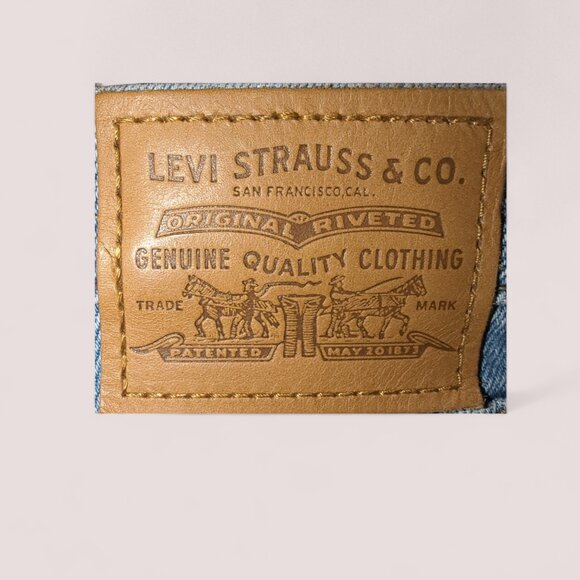 LEVI STRAUSS & CO.
SAN FRANCISCO, CAL.
ORIGINAL RIVETED
GENUINE QUALITY CLOTHING
TRADE MARK
PATENTED MAY 20 1873